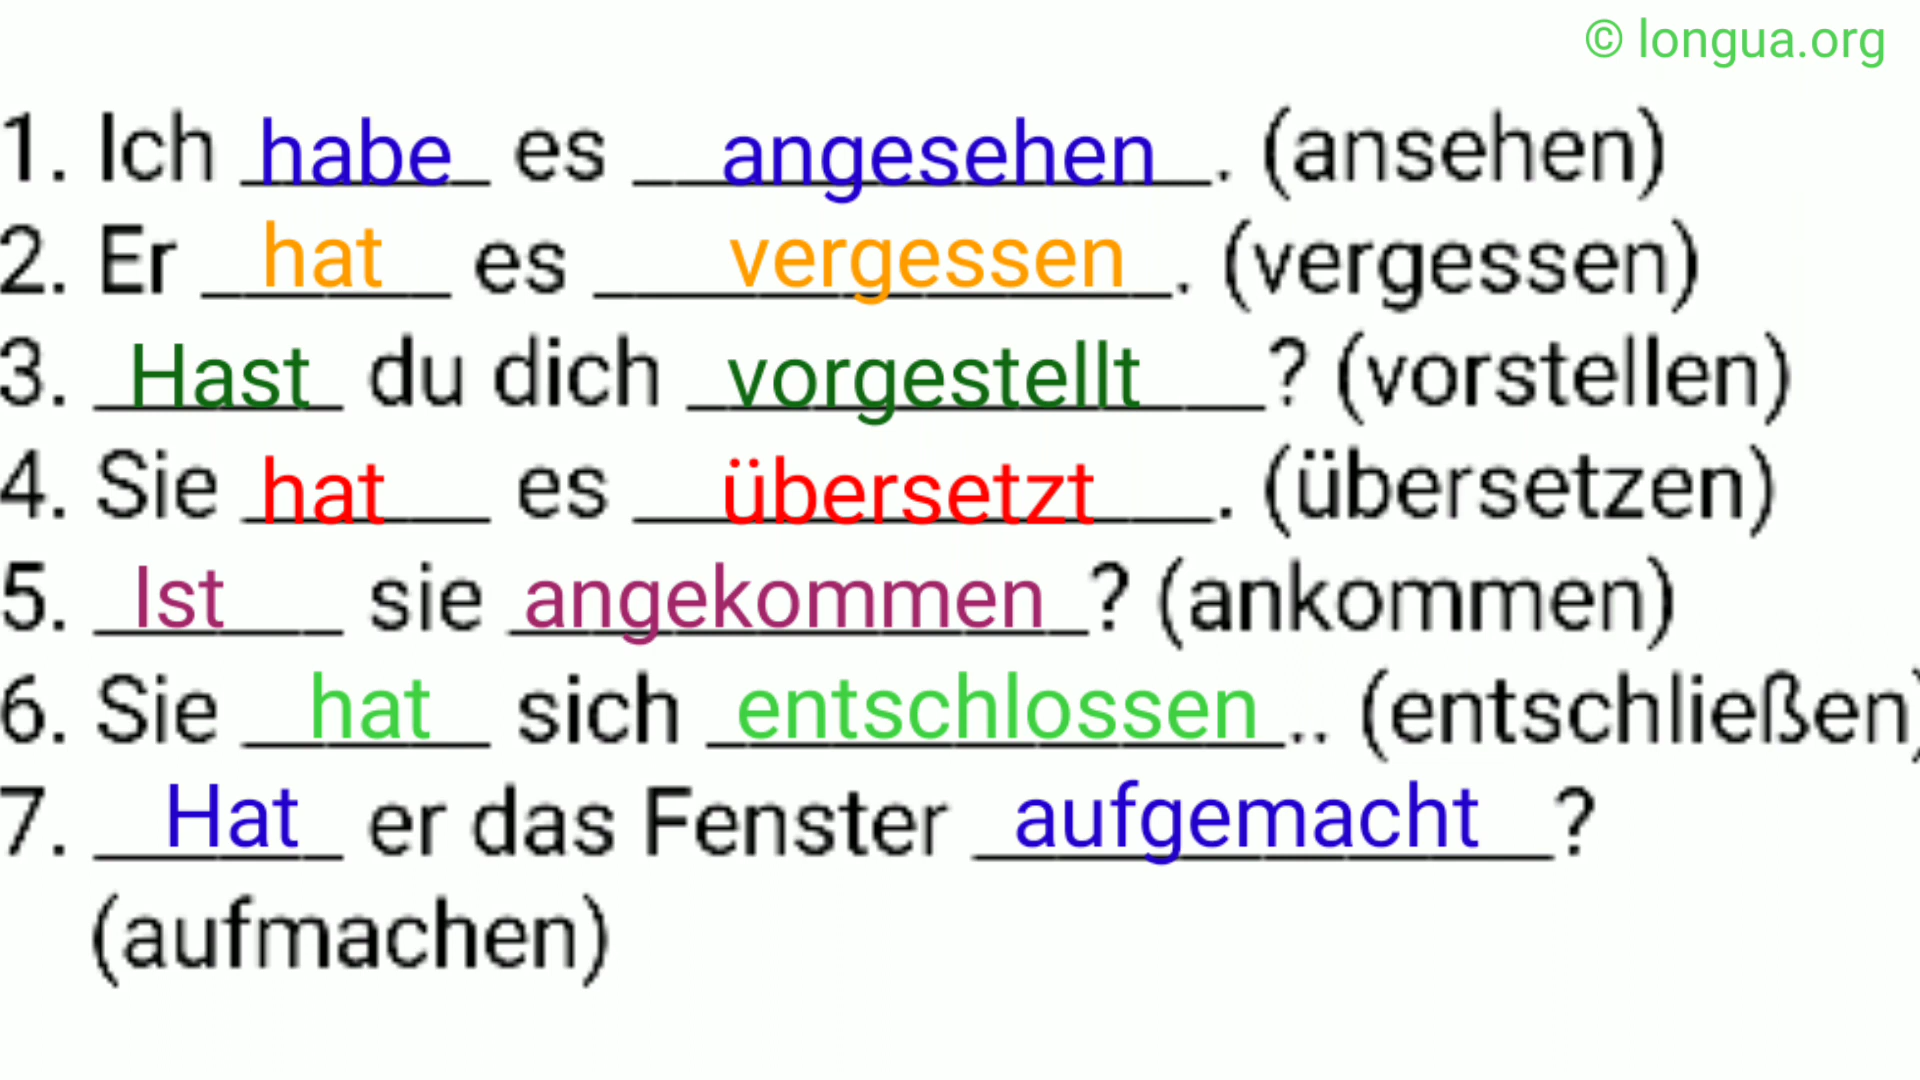 © longua.org
1. Ich habe es angesehen. (ansehen)
2. Er hat es vergessen. (vergessen)
3. Hast du dich vorgestellt? (vorstellen)
4. Sie hat es übersetzt. (übersetzen)
5. Ist sie angekommen? (ankommen)
6. Sie hat sich entschlossen.. (entschließen)
7. Hat er das Fenster aufgemacht?
(aufmachen)